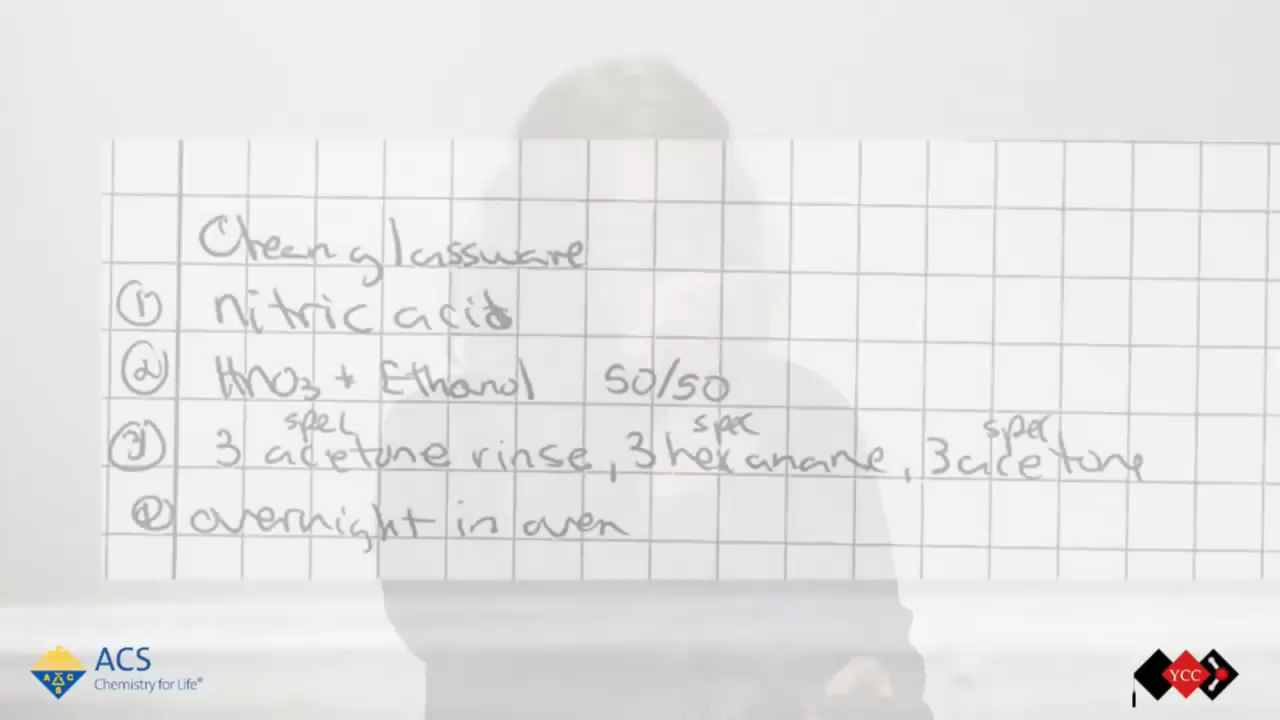 Clean glassware
① nitric acid
② HNO₃ + Ethanol 50/50
spec spec spec
③ 3 acetone rinse, 3 hexanane, 3 acetone
④ overnight in oven
ACS
Chemistry for Life®
A C S
YCC